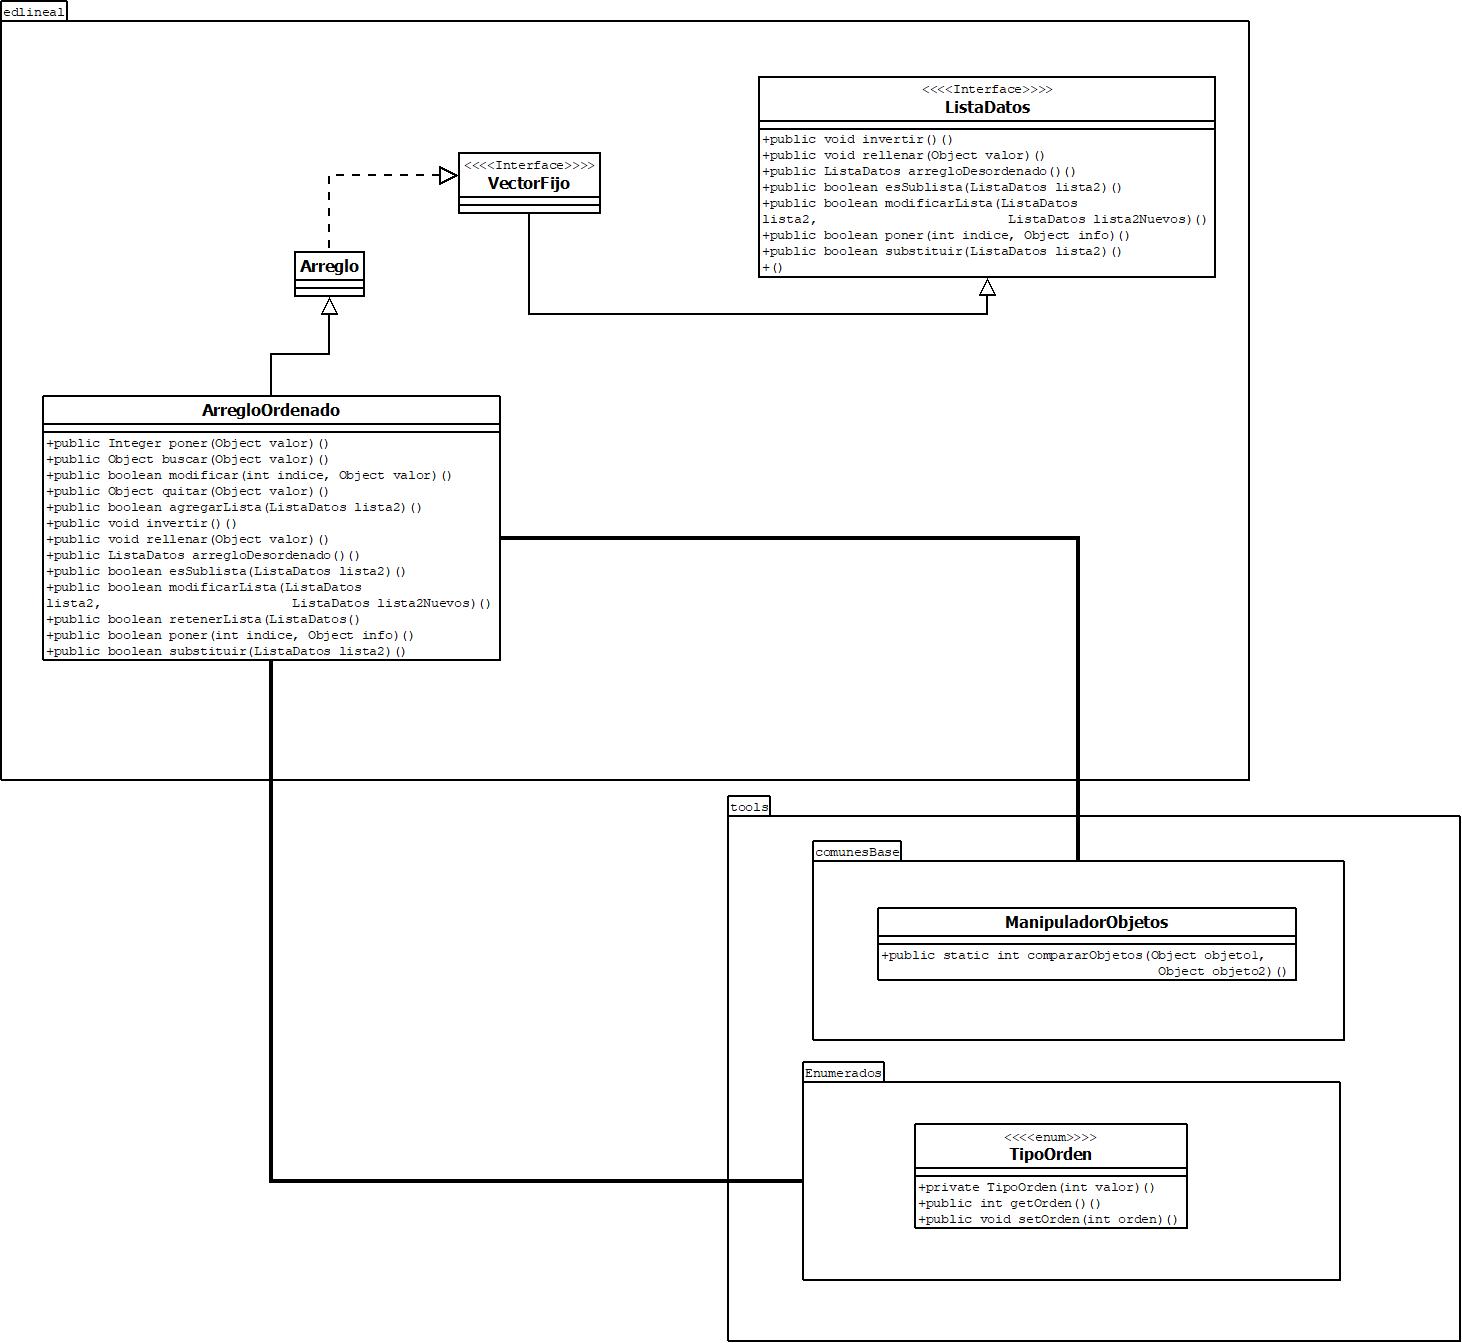 edlineal
<<<<Interface>>>>
ListaDatos
+public void invertir()()
+public void rellenar(Object valor)()
+public ListaDatos arregloDesordenado()()
+public boolean esSublista(ListaDatos lista2)()
+public boolean modificarLista(ListaDatos
lista2,                         ListaDatos lista2Nuevos)()
+public boolean poner(int indice, Object info)()
+public boolean substituir(ListaDatos lista2)()
+()
<<<<Interface>>>>
VectorFijo
Arreglo
ArregloOrdenado
+public Integer poner(Object valor)()
+public Object buscar(Object valor)()
+public boolean modificar(int indice, Object valor)()
+public Object quitar(Object valor)()
+public boolean agregarLista(ListaDatos lista2)()
+public void invertir()()
+public void rellenar(Object valor)()
+public ListaDatos arregloDesordenado()()
+public boolean esSublista(ListaDatos lista2)()
+public boolean modificarLista(ListaDatos
lista2,                         ListaDatos lista2Nuevos)()
+public boolean retenerLista(ListaDatos()
+public boolean poner(int indice, Object info)()
+public boolean substituir(ListaDatos lista2)()
tools
comunesBase
ManipuladorObjetos
+public static int compararObjetos(Object objeto1,
Object objeto2)()
Enumerados
<<<<enum>>>>
TipoOrden
+private TipoOrden(int valor)()
+public int getOrden()()
+public void setOrden(int orden)()